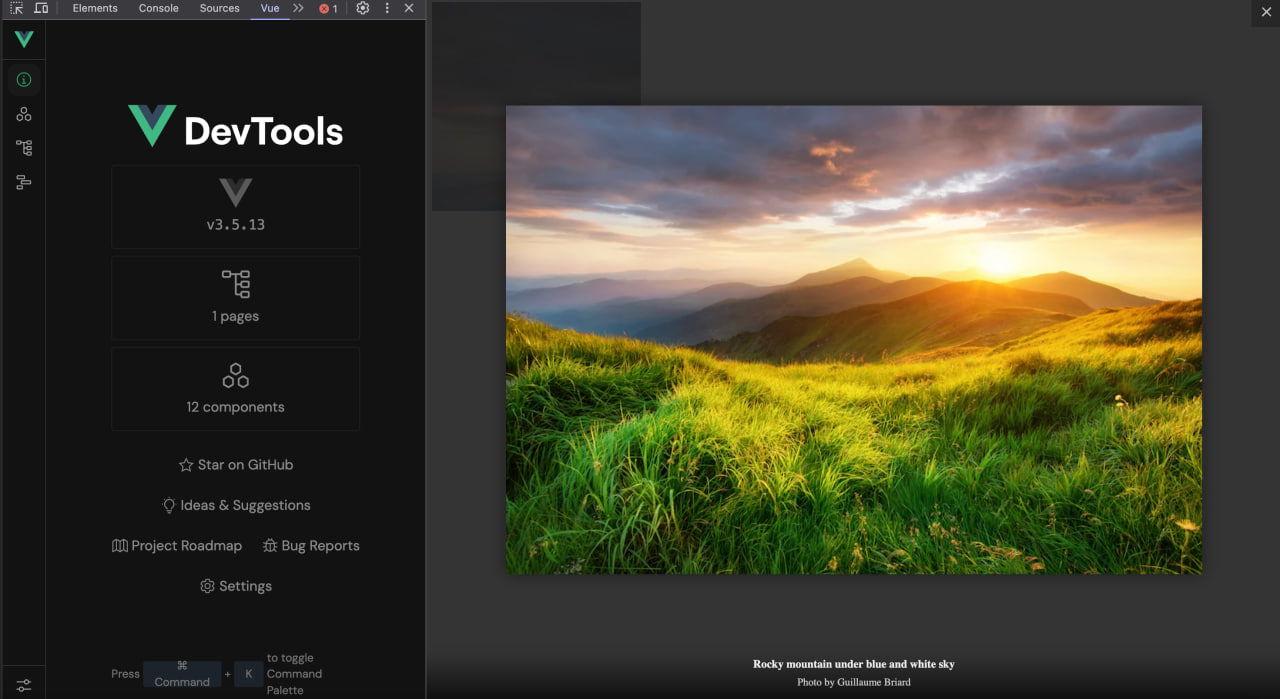 Elements Console Sources Vue 1
DevTools
v3.5.13
1 pages
12 components
Star on GitHub
Ideas & Suggestions
Project Roadmap Bug Reports
Settings
Press ⌘ Command + K to toggle Command Palette
Rocky mountain under blue and white sky
Photo by Guillaume Briard